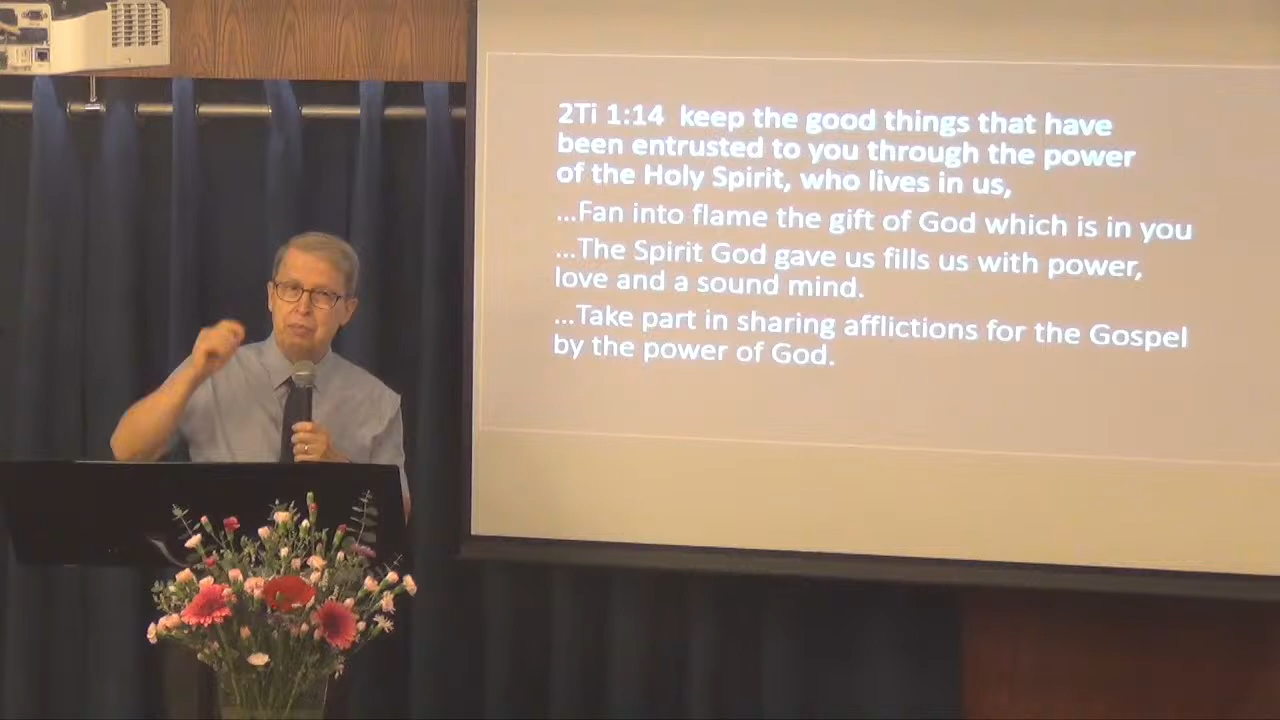 2Ti 1:14 keep the good things that have
been entrusted to you through the power
of the Holy Spirit, who lives in us,
...Fan into flame the gift of God which is in you
...The Spirit God gave us fills us with power,
love and a sound mind.
...Take part in sharing afflictions for the Gospel
by the power of God.